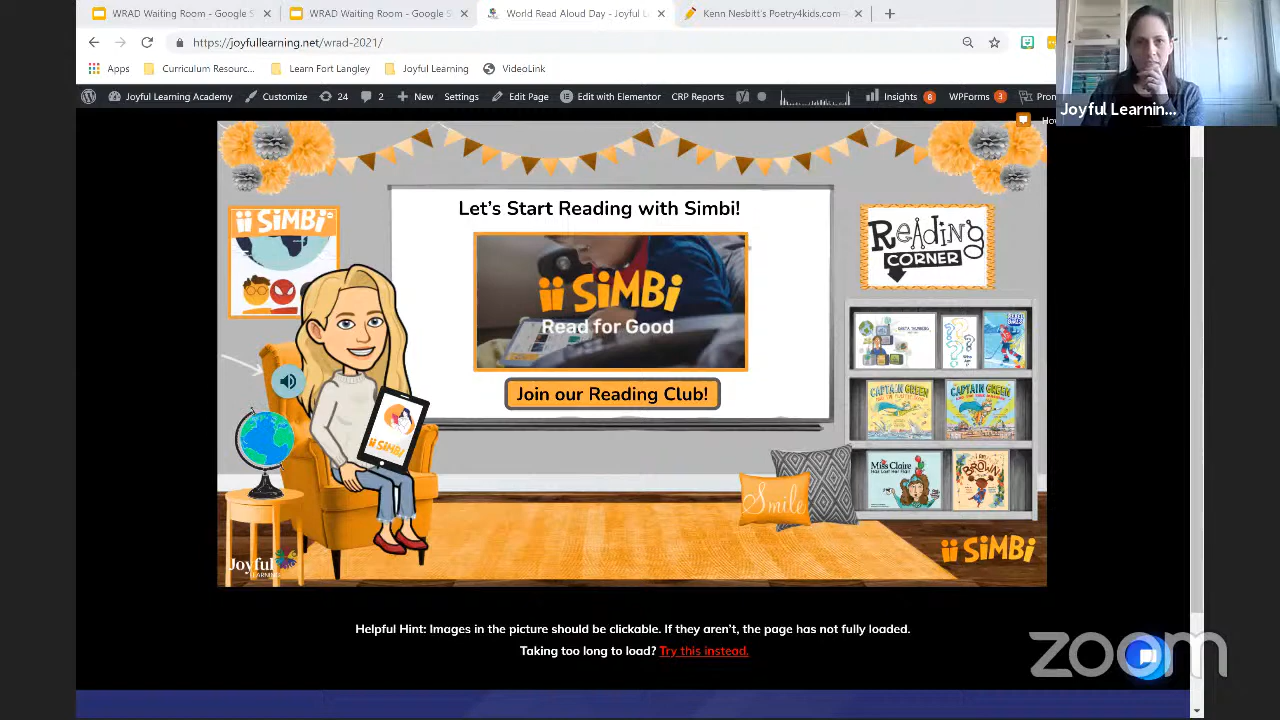 WRAD Waiting Room - Google S
WRAD Waiting Room - Google S
World Read Aloud Day - Joyful L
Kenn Nesbitt's Poetry4kids.com
https://joyfullearning.net/wrad-2021/
Apps
Curriculum Resourc...
Learn Fort Langley
Joyful Learning
VideoLink
Joyful Learning Academy
Customize
24
2
New
Settings
Edit Page
Edit with Elementor
CRP Reports
Insights
6
WPForms
3
Joyful Learnin...
SiMBi
Let's Start Reading with Simbi!
SiMBi
Read for Good
Join our Reading Club!
ReAdinG
CORNER
CAPTAIN GREEN
CAPTAIN GREEN
Miss Claire
I am
BROWN
SiMBi
Smile
SiMBi
Joyful
LEARNING
Helpful Hint: Images in the picture should be clickable. If they aren't, the page has not fully loaded.
Taking too long to load? Try this instead.
zoom